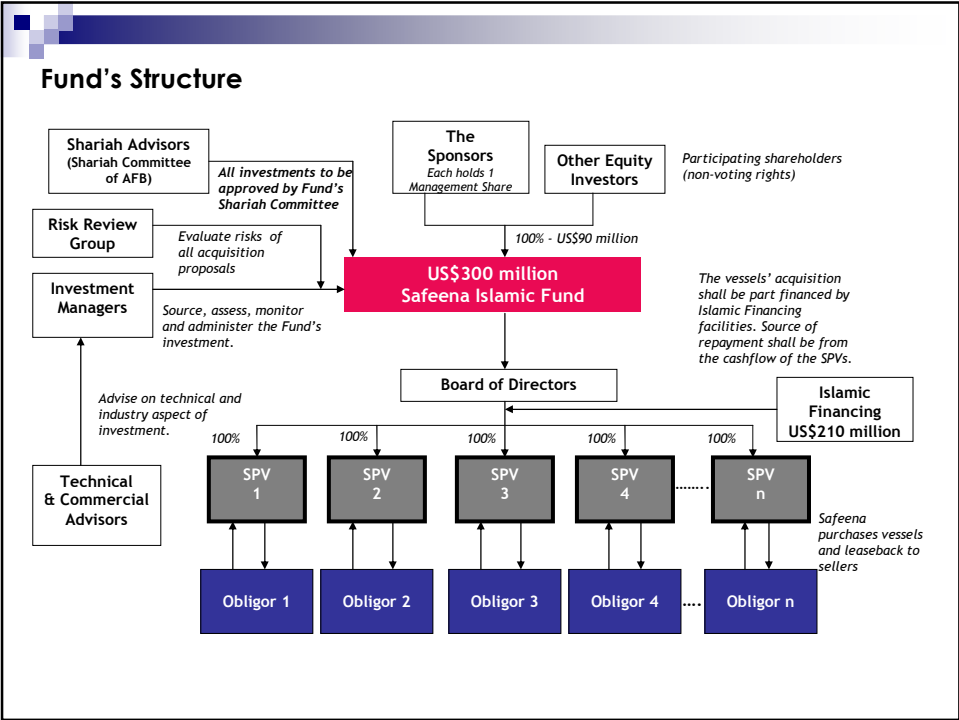 Fund's Structure
Shariah Advisors
(Shariah Committee
of AFB)
All investments to be
approved by Fund's
Shariah Committee
The
Sponsors
Each holds 1
Management Share
Other Equity
Investors
Participating shareholders
(non-voting rights)
Risk Review
Group
Evaluate risks of
all acquisition
proposals
100% - US$90 million
Investment
Managers
Source, assess, monitor
and administer the Fund's
investment.
US$300 million
Safeena Islamic Fund
The vessels' acquisition
shall be part financed by
Islamic Financing
facilities. Source of
repayment shall be from
the cashflow of the SPVs.
Board of Directors
Islamic
Financing
US$210 million
Advise on technical and
industry aspect of
investment.
100%
100%
100%
100%
100%
Technical
& Commercial
Advisors
SPV
1
SPV
2
SPV
3
SPV
4
........
SPV
n
Safeena
purchases vessels
and leaseback to
sellers
Obligor 1
Obligor 2
Obligor 3
Obligor 4
....
Obligor n